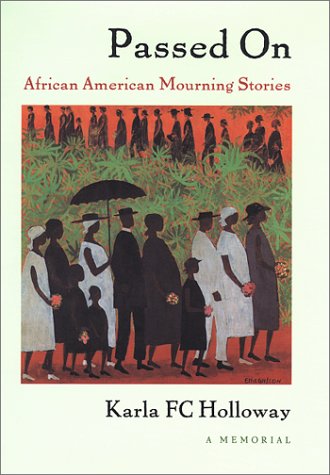 Passed On
African American Mourning Stories
Karla FC Holloway
A MEMORIAL